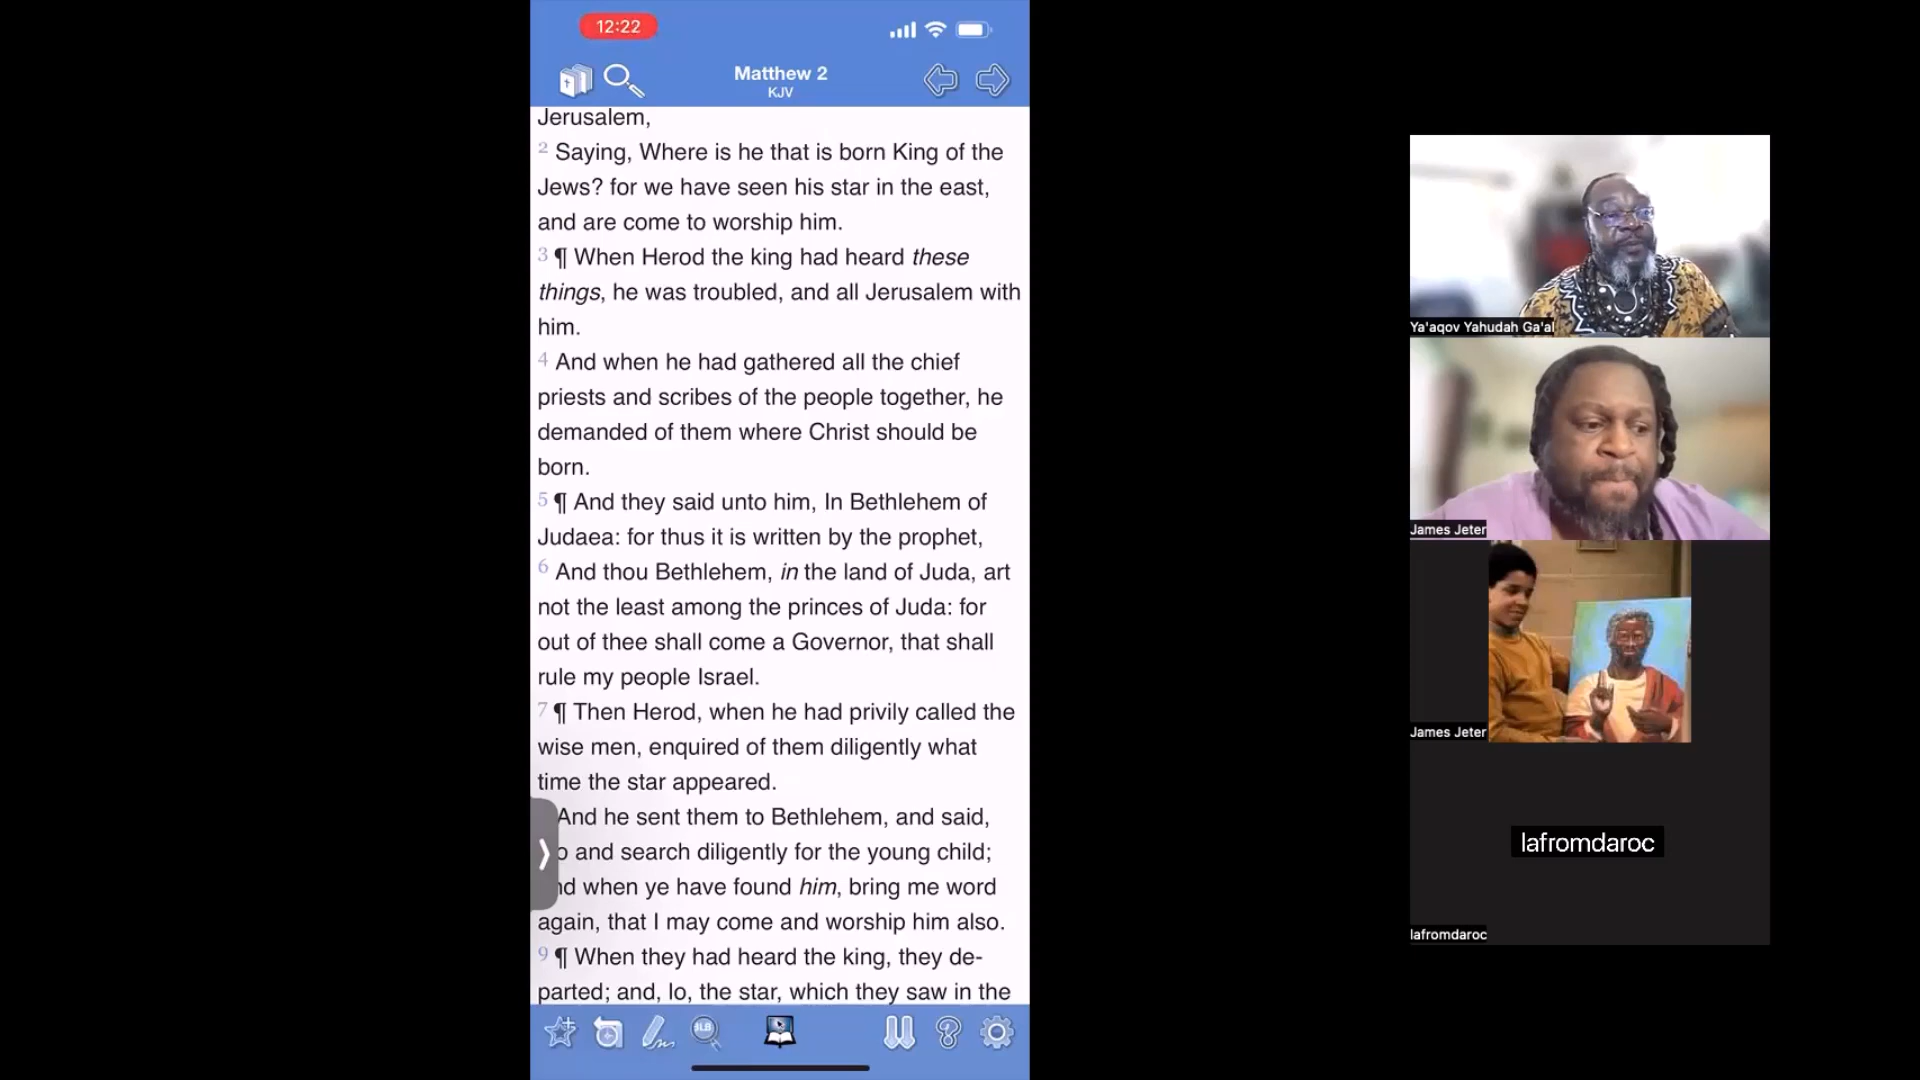 12:22
Matthew 2
KJV
Jerusalem,
2 Saying, Where is he that is born King of the
Jews? for we have seen his star in the east,
and are come to worship him.
3 ¶ When Herod the king had heard these
things, he was troubled, and all Jerusalem with
him.
4 And when he had gathered all the chief
priests and scribes of the people together, he
demanded of them where Christ should be
born.
5 ¶ And they said unto him, In Bethlehem of
Judaea: for thus it is written by the prophet,
6 And thou Bethlehem, in the land of Juda, art
not the least among the princes of Juda: for
out of thee shall come a Governor, that shall
rule my people Israel.
7 ¶ Then Herod, when he had privily called the
wise men, enquired of them diligently what
time the star appeared.
And he sent them to Bethlehem, and said,
and search diligently for the young child;
when ye have found him, bring me word
again, that I may come and worship him also.
9 ¶ When they had heard the king, they de-
parted; and, lo, the star, which they saw in the
BLB
Ya'aqov Yahudah Ga'al
James Jeter
James Jeter
lafromdaroc
lafromdaroc